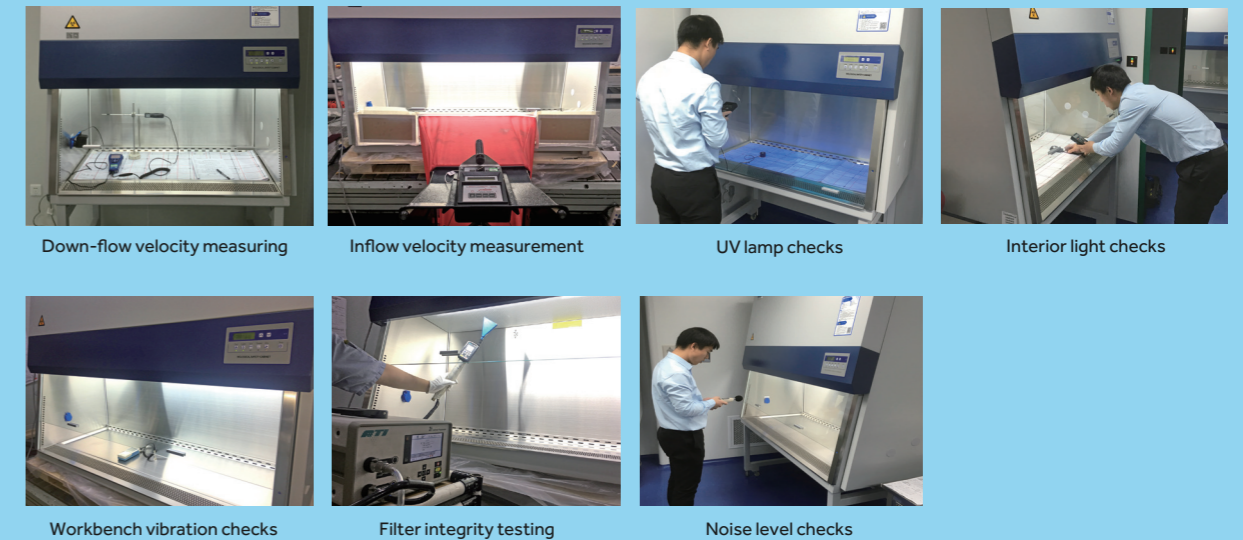 Down-flow velocity measuring
Inflow velocity measurement
UV lamp checks
Interior light checks
ATI
Workbench vibration checks
Filter integrity testing
Noise level checks